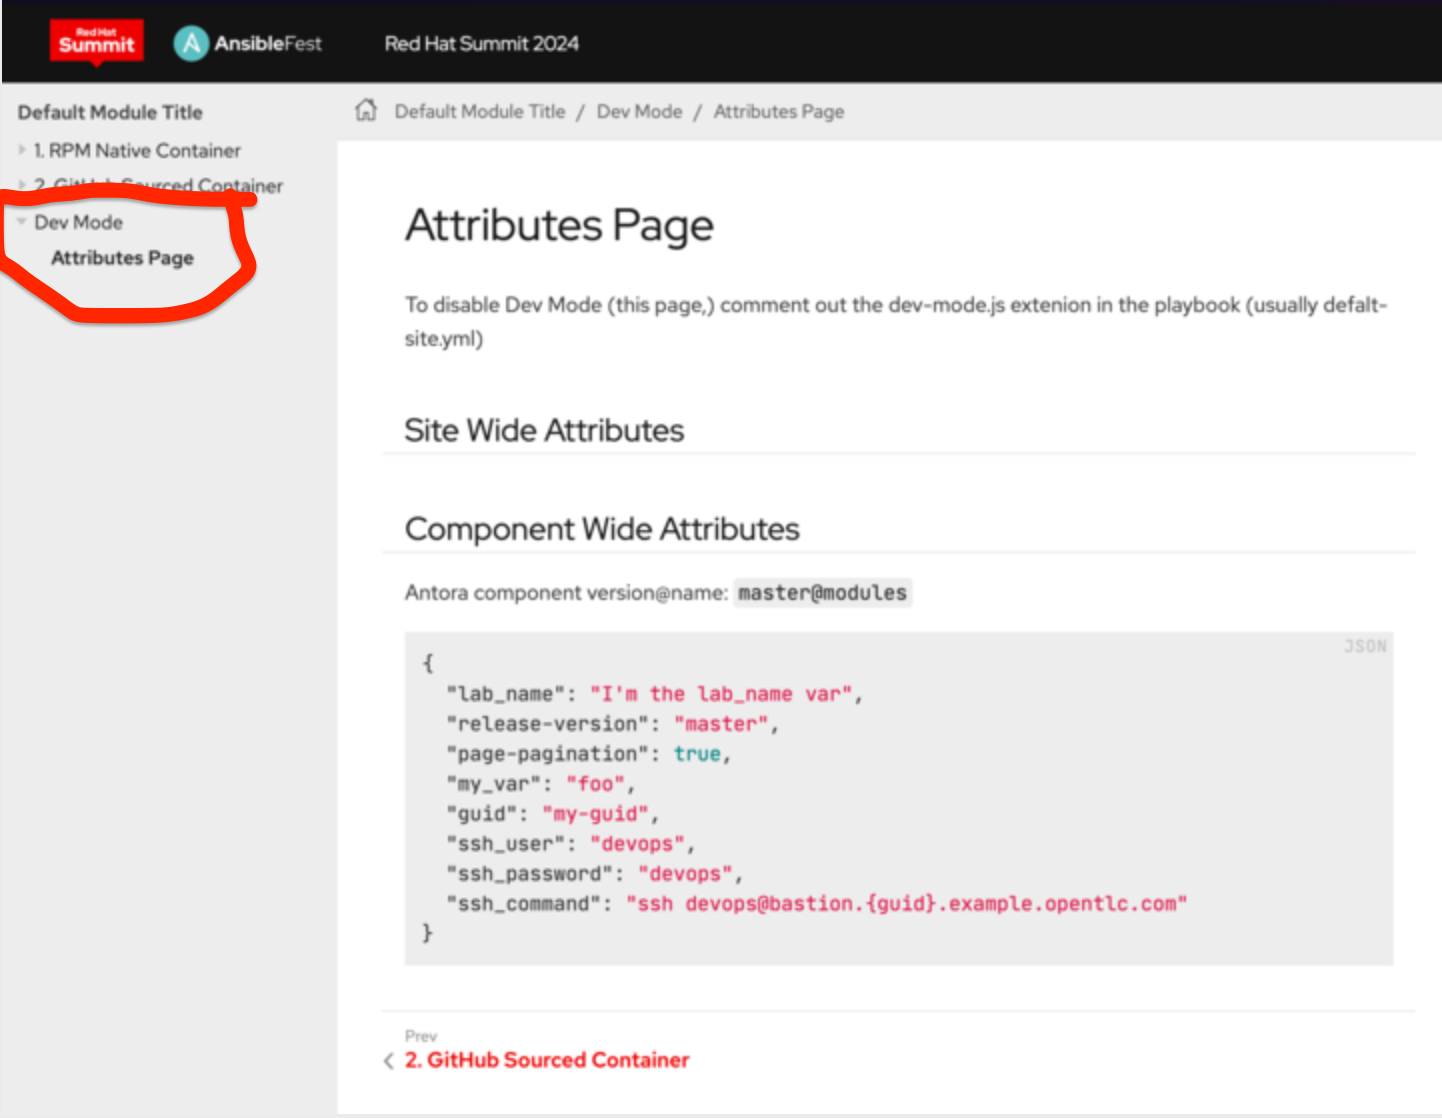 Red Hat
Summit
AnsibleFest
Red Hat Summit 2024
Default Module Title
1. RPM Native Container
2. GitHub Sourced Container
Dev Mode
Attributes Page
Default Module Title / Dev Mode / Attributes Page
Attributes Page
To disable Dev Mode (this page,) comment out the dev-mode.js extenion in the playbook (usually defalt-
site.yml)
Site Wide Attributes
Component Wide Attributes
Antora component version@name: master@modules
JSON
{
"lab_name": "I'm the lab_name var",
"release-version": "master",
"page-pagination": true,
"my_var": "foo",
"guid": "my-guid",
"ssh_user": "devops",
"ssh_password": "devops",
"ssh_command": "ssh devops@bastion.{guid}.example.opentlc.com"
}
Prev
2. GitHub Sourced Container